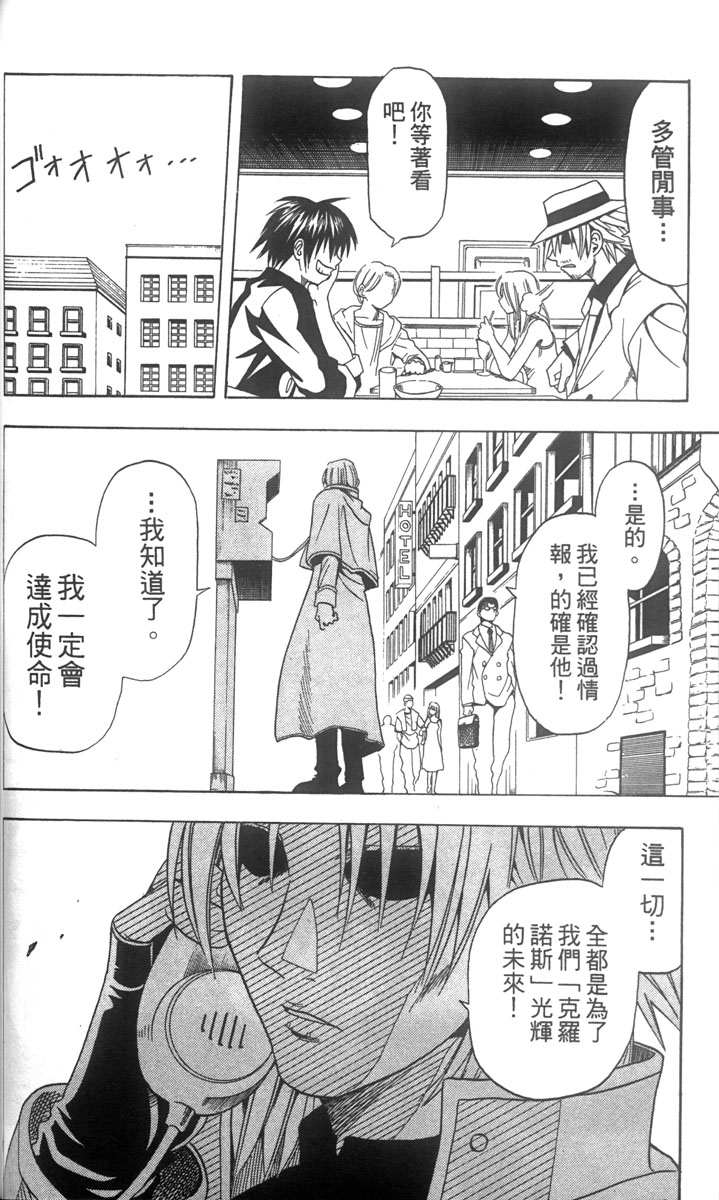 多管閒事…
你等著看
吧！
ゴォオオォォ…
…是的。
我已經確認過情
報，的確是他！
HOTEL
…我知道了。
我一定會
達成使命！
這一切…
全都是為了
我們「克羅
諾斯」光輝
的未來！